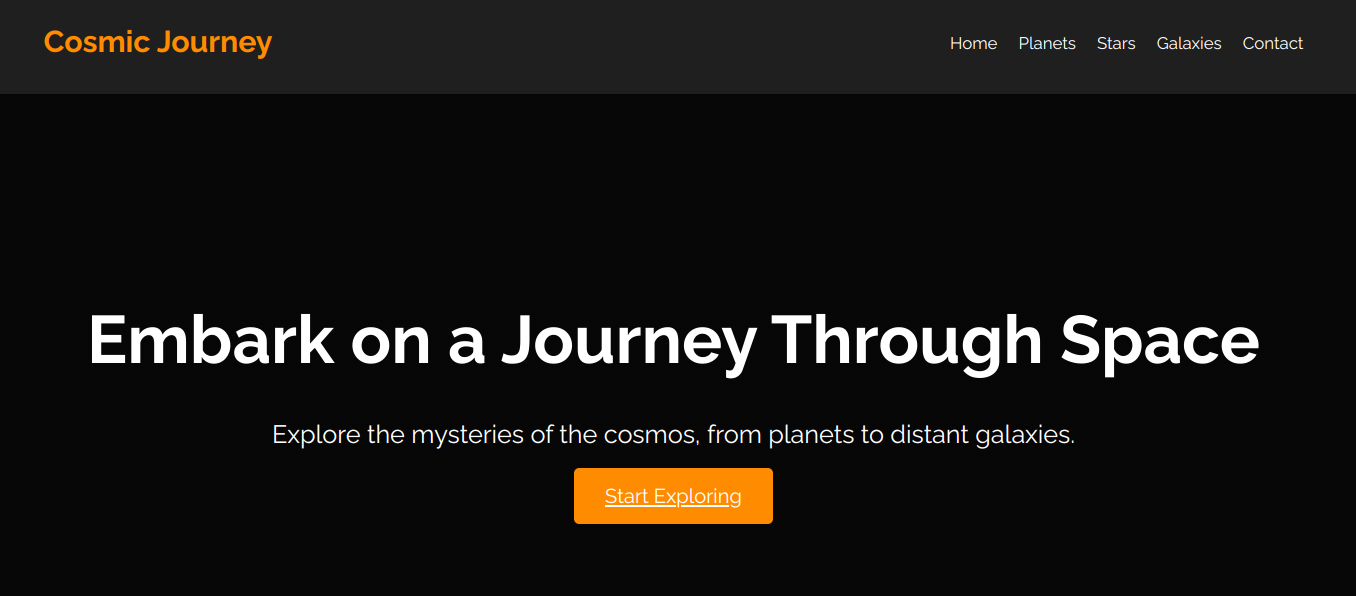 Cosmic Journey
Home Planets Stars Galaxies Contact
Embark on a Journey Through Space
Explore the mysteries of the cosmos, from planets to distant galaxies.
Start Exploring